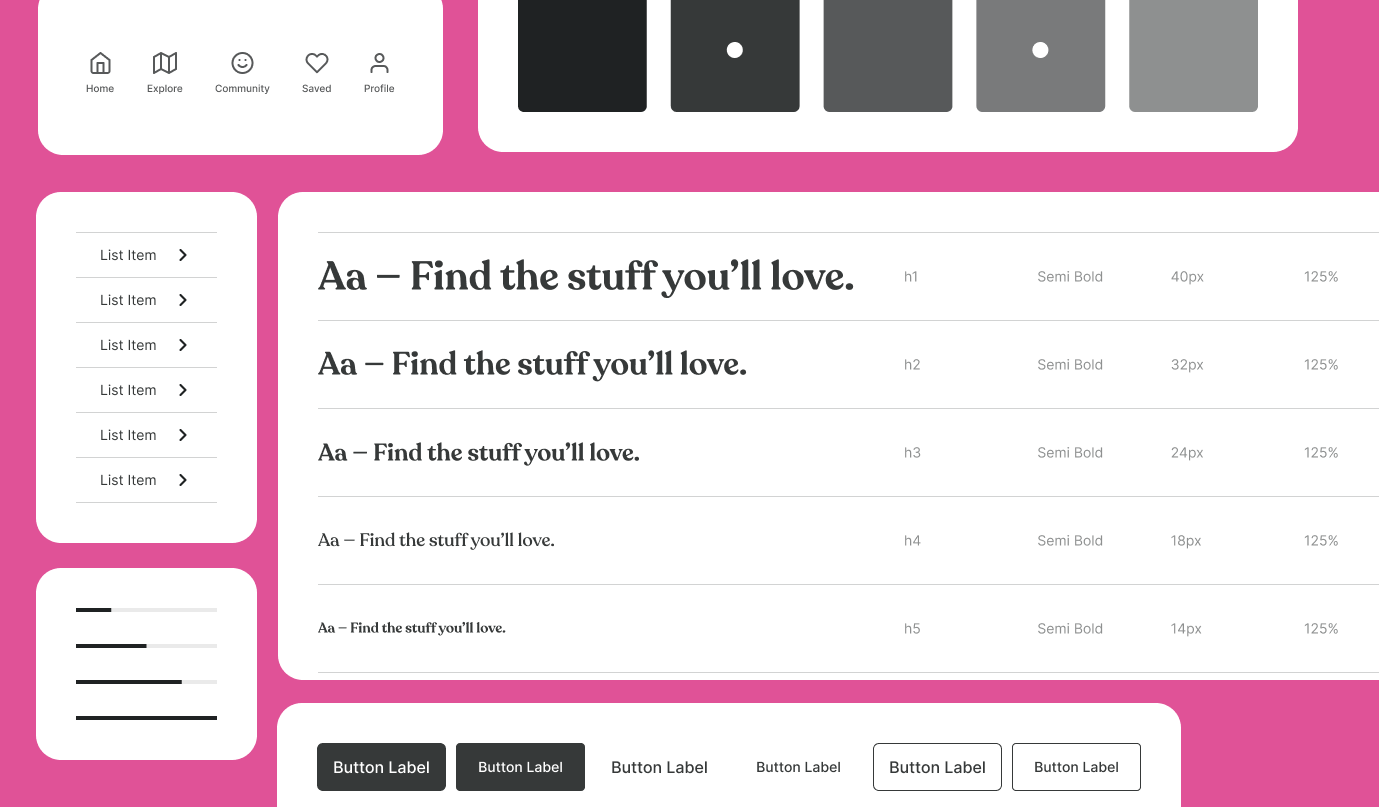 Home Explore Community Saved Profile
List Item
List Item
List Item
List Item
List Item
List Item
Aa – Find the stuff you’ll love. h1 Semi Bold 40px 125%
Aa – Find the stuff you’ll love. h2 Semi Bold 32px 125%
Aa – Find the stuff you’ll love. h3 Semi Bold 24px 125%
Aa – Find the stuff you’ll love. h4 Semi Bold 18px 125%
Aa – Find the stuff you’ll love. h5 Semi Bold 14px 125%
Button Label Button Label Button Label Button Label Button Label Button Label